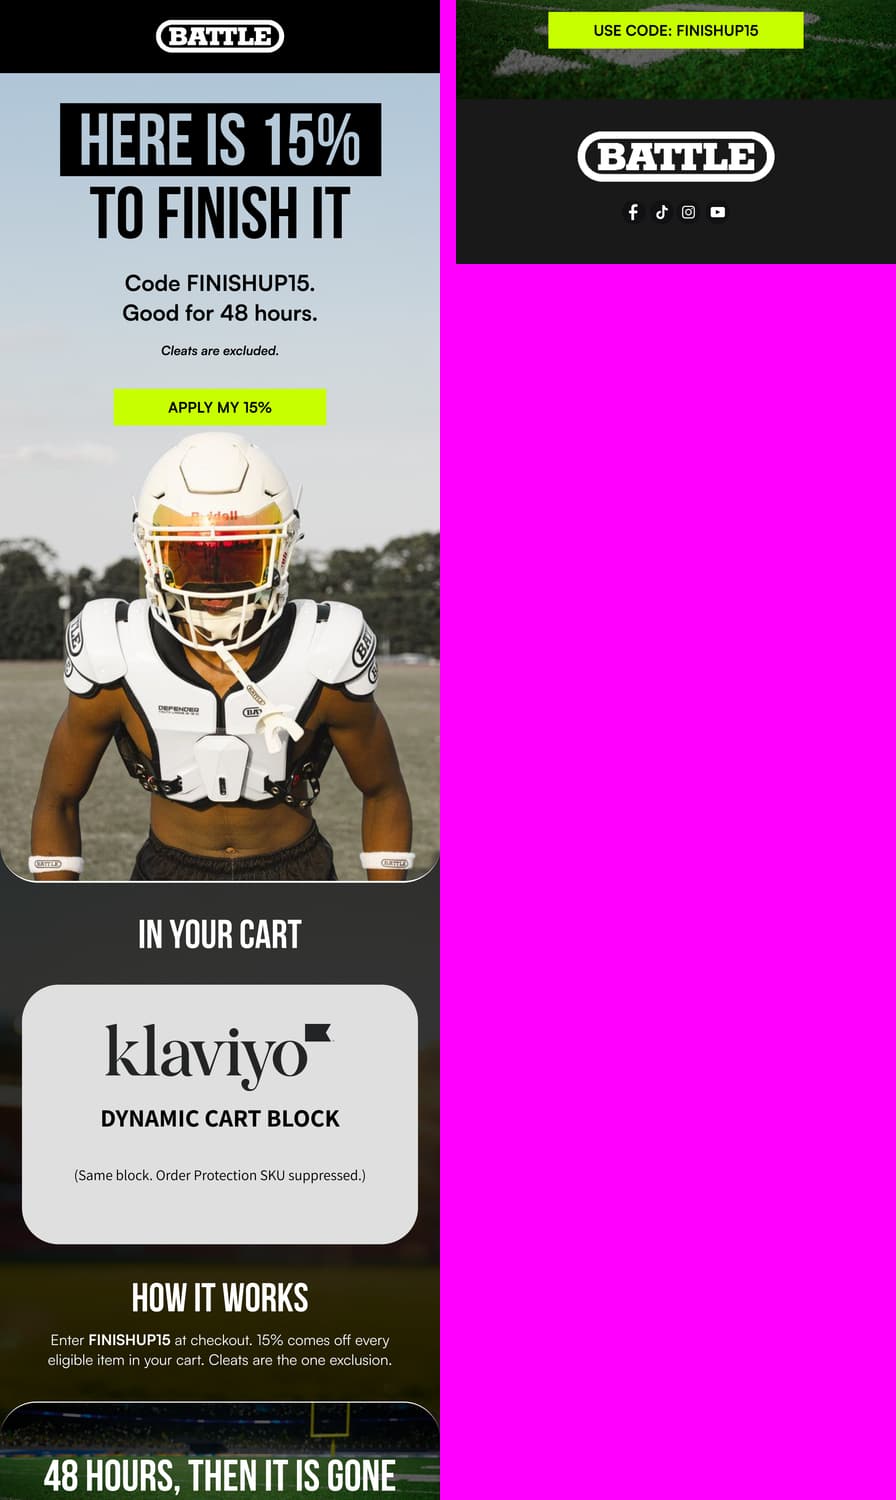 BATTLE
HERE IS 15%
TO FINISH IT
Code FINISHUP15.
Good for 48 hours.
Cleats are excluded.
APPLY MY 15%
DEFENDER
BATTLE
BATTLE
IN YOUR CART
klaviyo
DYNAMIC CART BLOCK
(Same block. Order Protection SKU suppressed.)
HOW IT WORKS
Enter FINISHUP15 at checkout. 15% comes off every
eligible item in your cart. Cleats are the one exclusion.
48 HOURS, THEN IT IS GONE
USE CODE: FINISHUP15
BATTLE